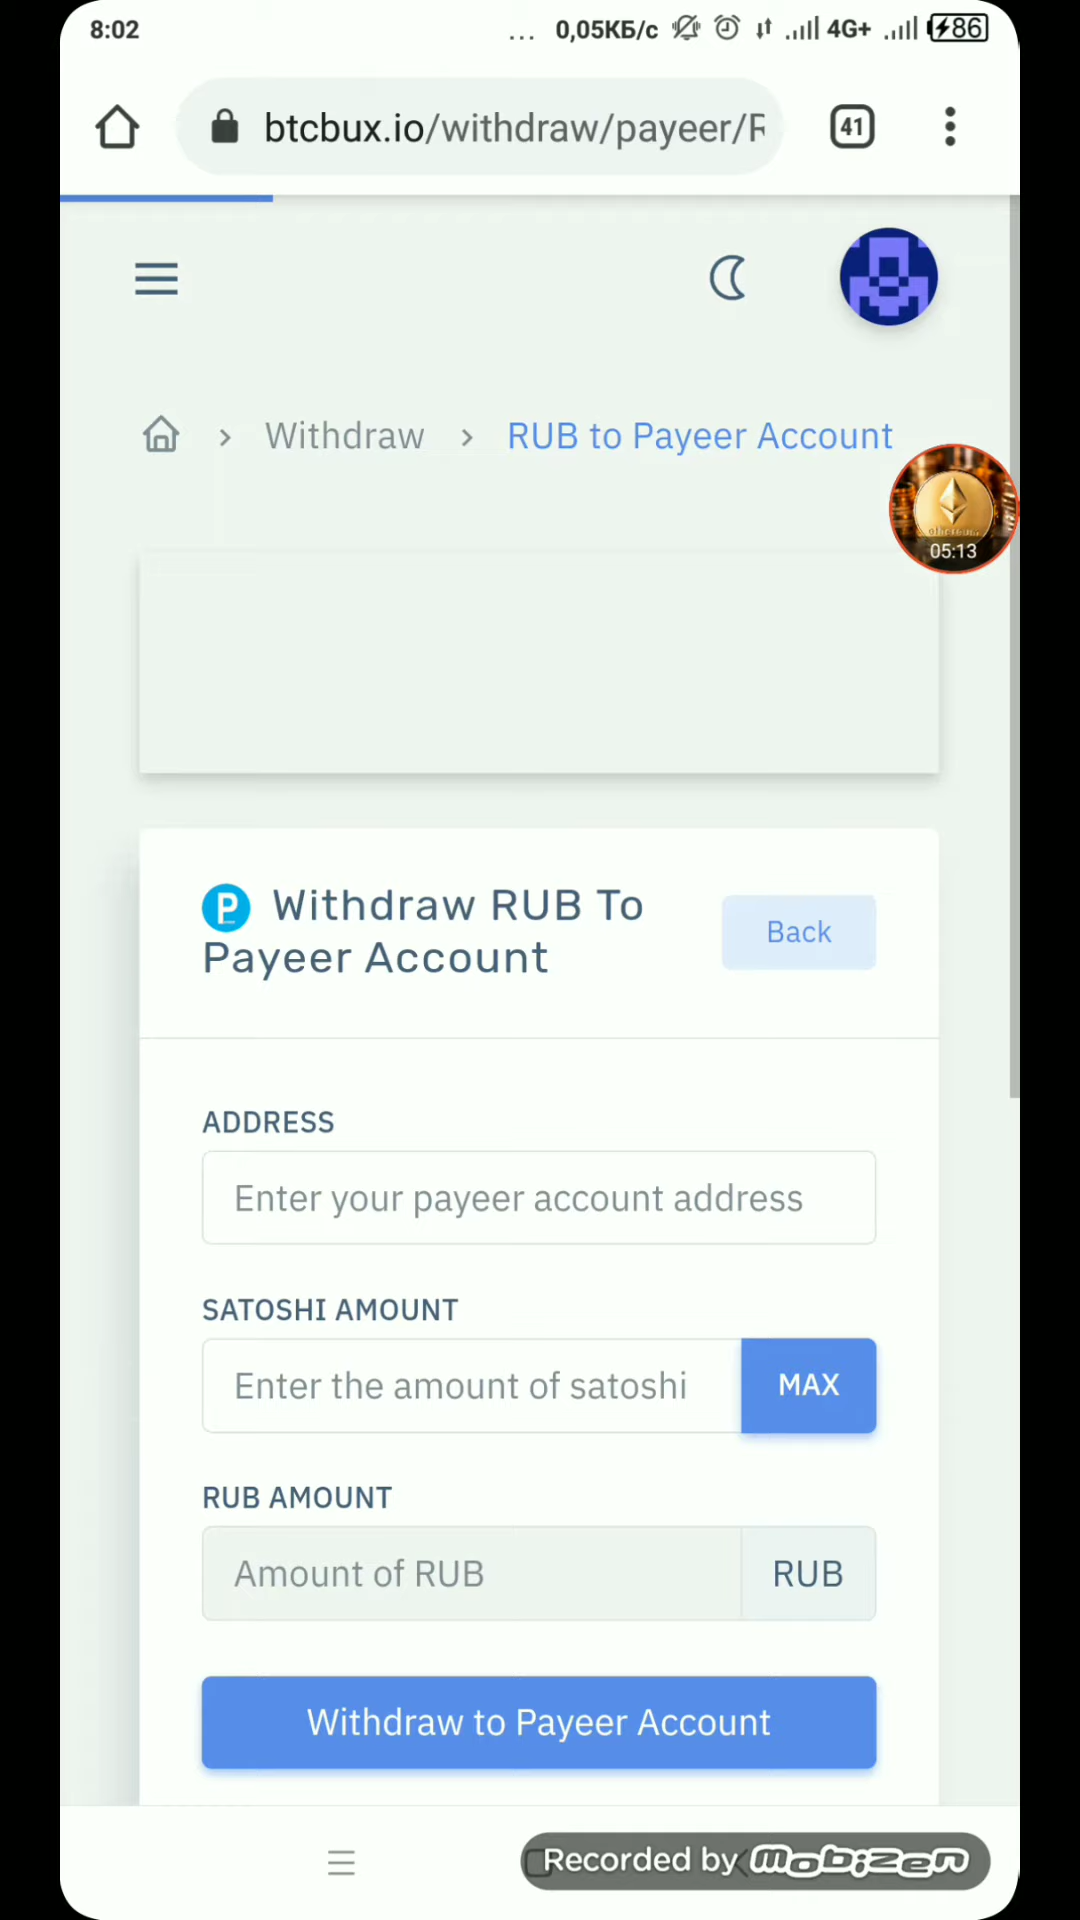 8:02
... 0,05КБ/с 4G+ 86
btcbux.io/withdraw/payeer/R
41
Withdraw > RUB to Payeer Account
05:13
Withdraw RUB To
Payeer Account
Back
ADDRESS
Enter your payeer account address
SATOSHI AMOUNT
Enter the amount of satoshi
MAX
RUB AMOUNT
Amount of RUB
RUB
Withdraw to Payeer Account
Recorded by mobizen